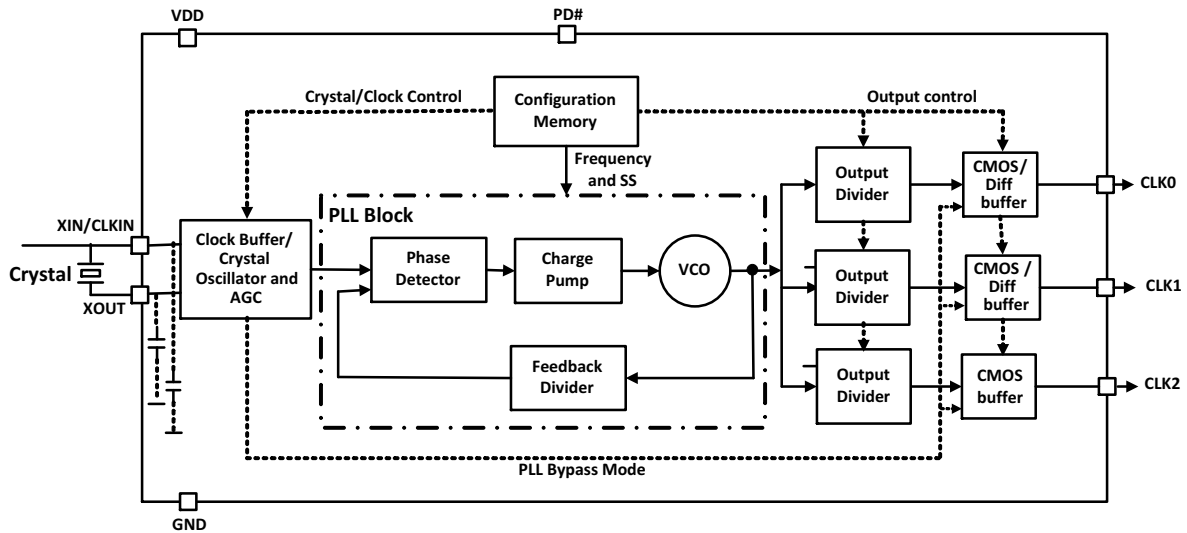 VDD
PD#
Crystal/Clock Control
Configuration
Memory
Output control
Frequency
and SS
Output
Divider
CMOS/
Diff
buffer
CLK0
PLL Block
XIN/CLKIN
Clock Buffer/
Crystal
Oscillator and
AGC
Phase
Detector
Charge
Pump
VCO
Crystal
XOUT
Output
Divider
CMOS /
Diff
buffer
CLK1
Feedback
Divider
Output
Divider
CMOS
buffer
CLK2
PLL Bypass Mode
GND